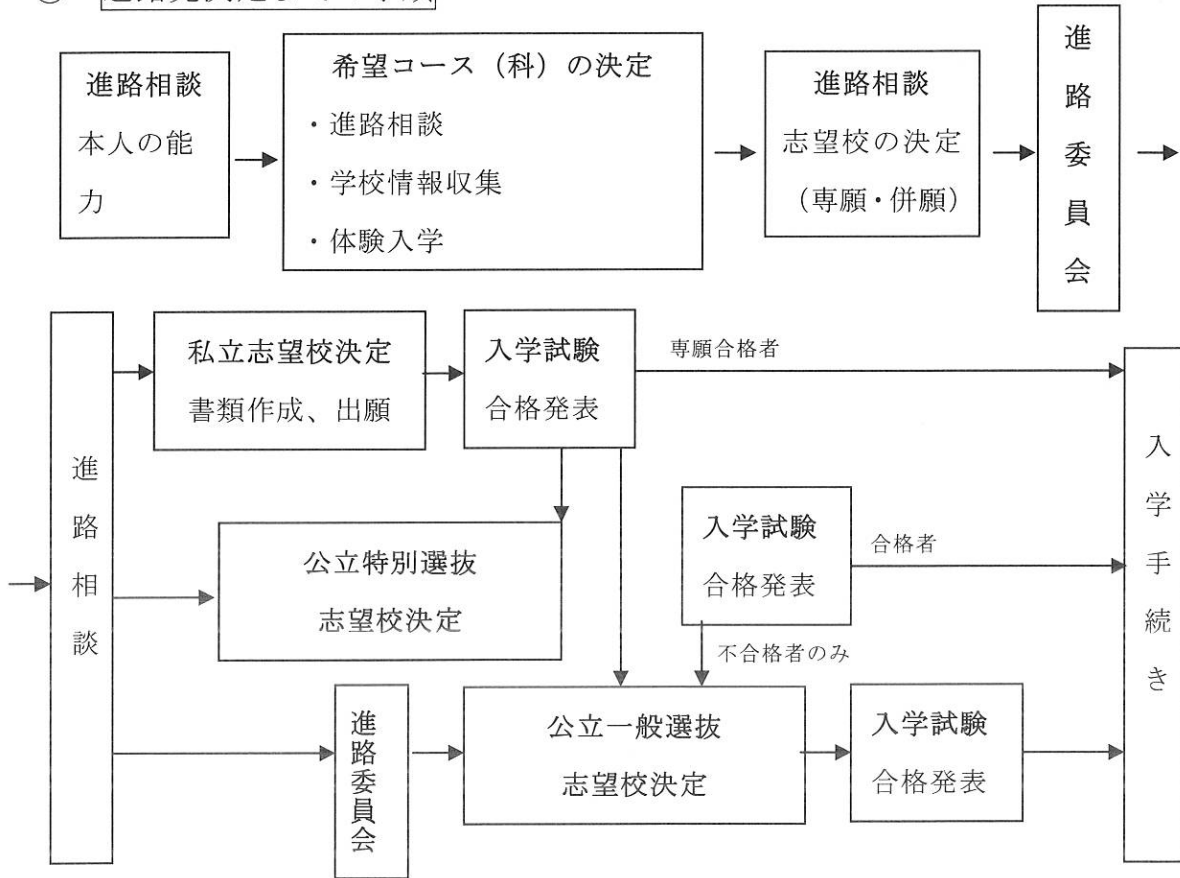 進路相談
本人の能
力
希望コース(科)の決定
・進路相談
・学校情報収集
・体験入学
進路相談
志望校の決定
(専願・併願)
進路委員会
進路相談
私立志望校決定
書類作成、出願
入学試験
合格発表
専願合格者
公立特別選抜
志望校決定
入学試験
合格発表
合格者
不合格者のみ
進路委員会
公立一般選抜
志望校決定
入学試験
合格発表
入学手続き